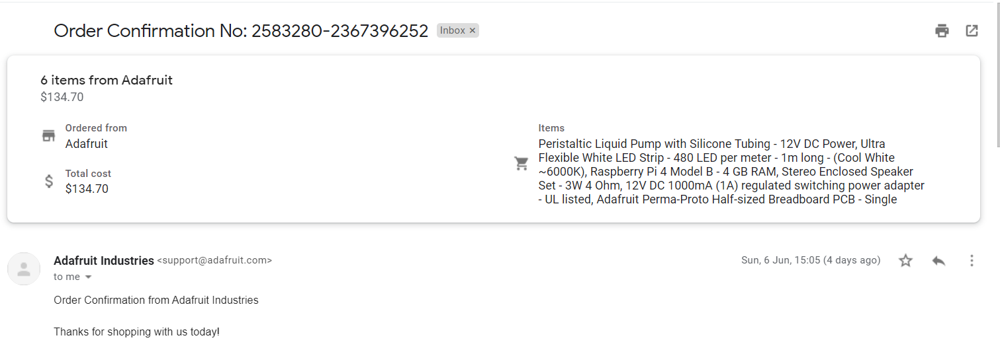 Order Confirmation No: 2583280-2367396252 Inbox ×
6 items from Adafruit
$134.70
Ordered from
Adafruit
Total cost
$134.70
Items
Peristaltic Liquid Pump with Silicone Tubing - 12V DC Power, Ultra
Flexible White LED Strip - 480 LED per meter - 1m long - (Cool White
~6000K), Raspberry Pi 4 Model B - 4 GB RAM, Stereo Enclosed Speaker
Set - 3W 4 Ohm, 12V DC 1000mA (1A) regulated switching power adapter
- UL listed, Adafruit Perma-Proto Half-sized Breadboard PCB - Single
Adafruit Industries <support@adafruit.com> Sun, 6 Jun, 15:05 (4 days ago)
to me
Order Confirmation from Adafruit Industries
Thanks for shopping with us today!